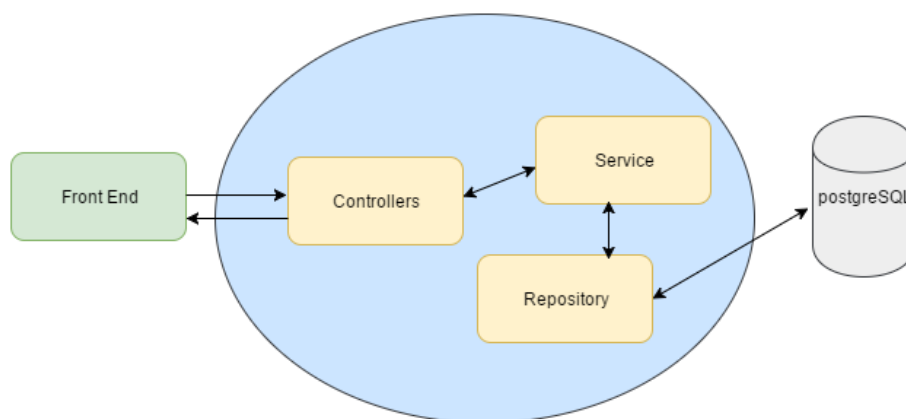 Front End
Controllers
Service
Repository
postgreSQL